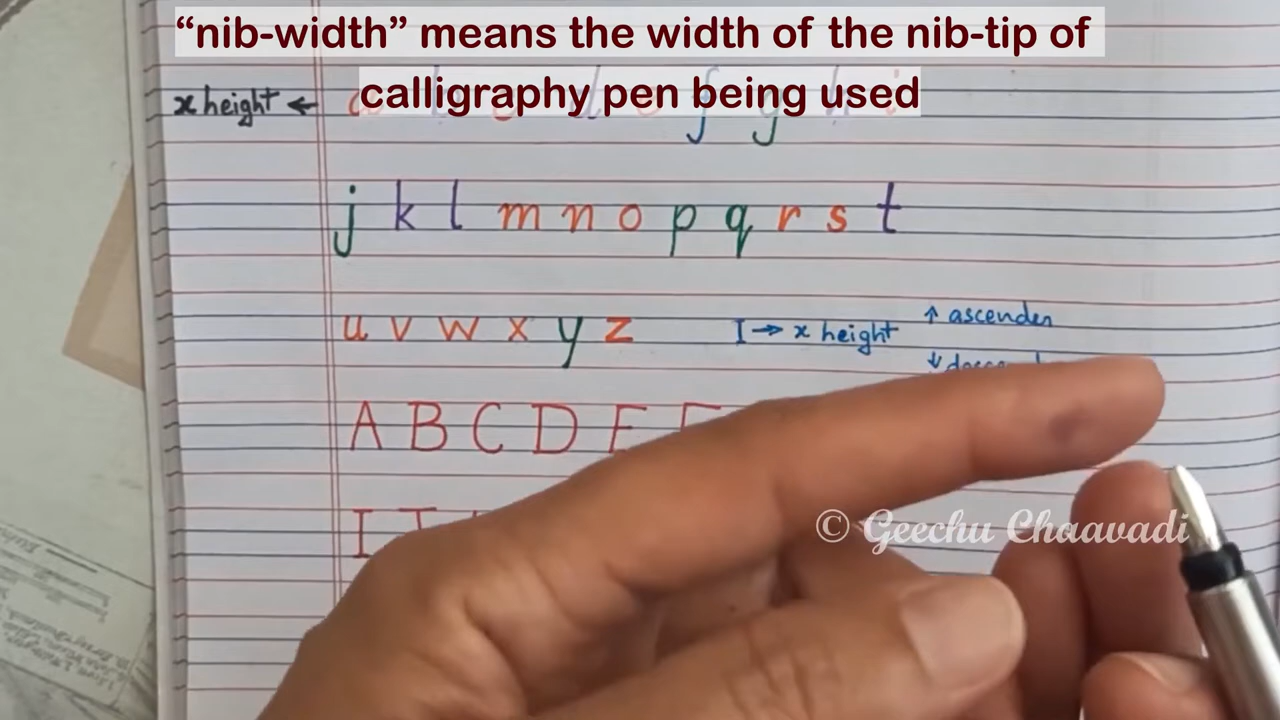 “nib-width” means the width of the nib-tip of
calligraphy pen being used
x height ←
j k l m n o p q r s t
u v w x y z I → x height ↑ ascender
↓
A B C D E F
I J
© Geechu Chaavadi